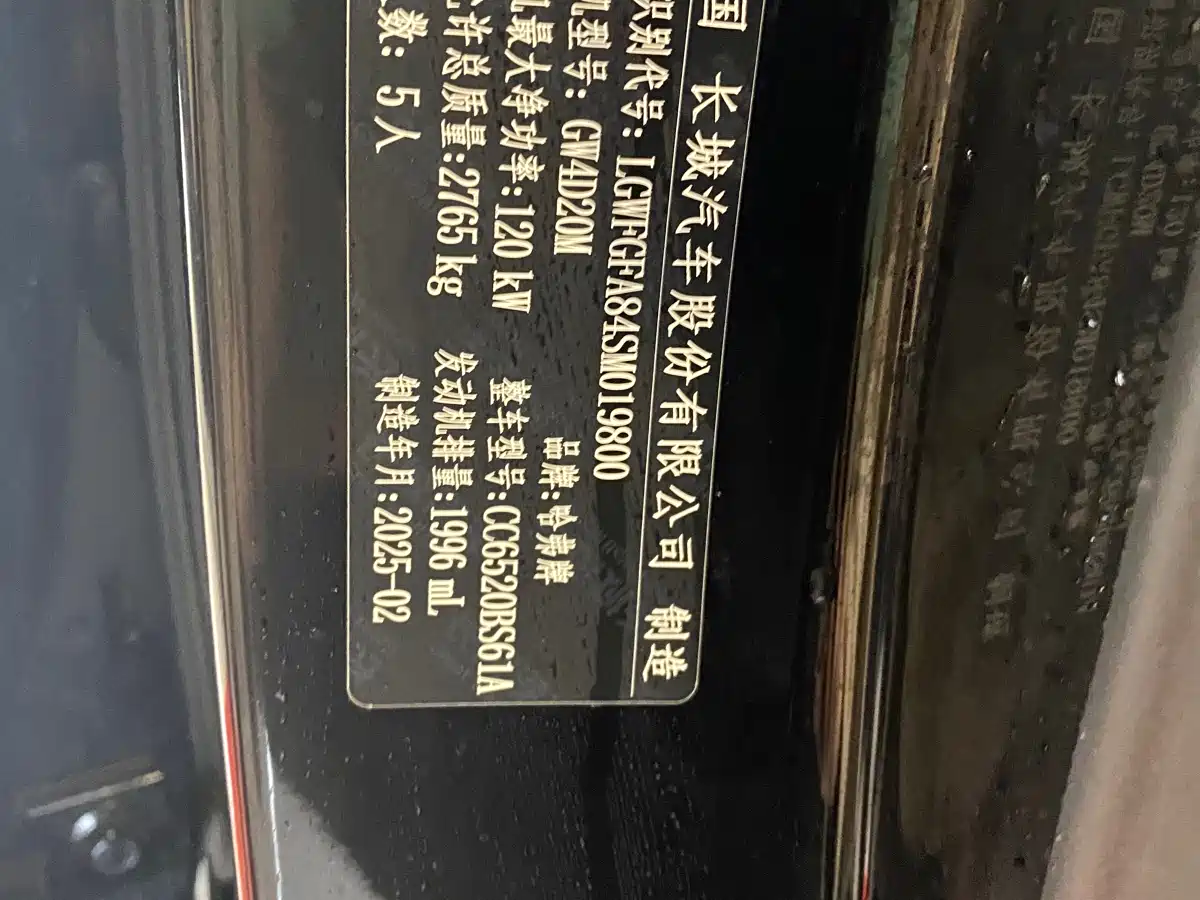 国 长城汽车股份有限公司 制造
识别代号: LGWFGFA84SM019800
机型号: GW4D20M 品牌: 哈弗牌
最大净功率: 120 kW 整车型号: CC6520BS61A
许总质量: 2765 kg 发动机排量: 1996 mL
数: 5人 制造年月: 2025-02